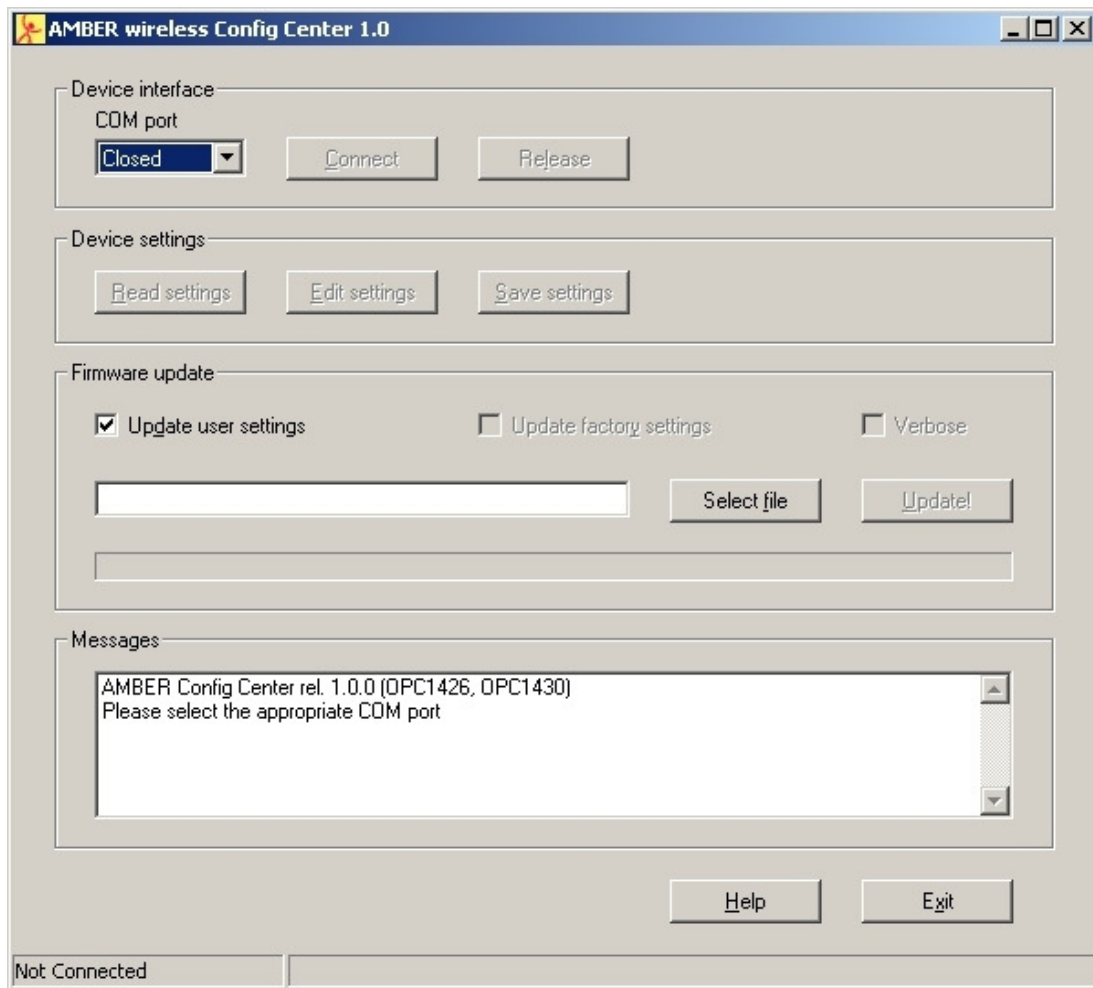 AMBER wireless Config Center 1.0
Device interface
COM port
Closed
Connect
Release
Device settings
Read settings
Edit settings
Save settings
Firmware update
Update user settings
Update factory settings
Verbose
Select file
Update!
Messages
AMBER Config Center rel. 1.0.0 (OPC1426, OPC1430)
Please select the appropriate COM port
Help
Exit
Not Connected